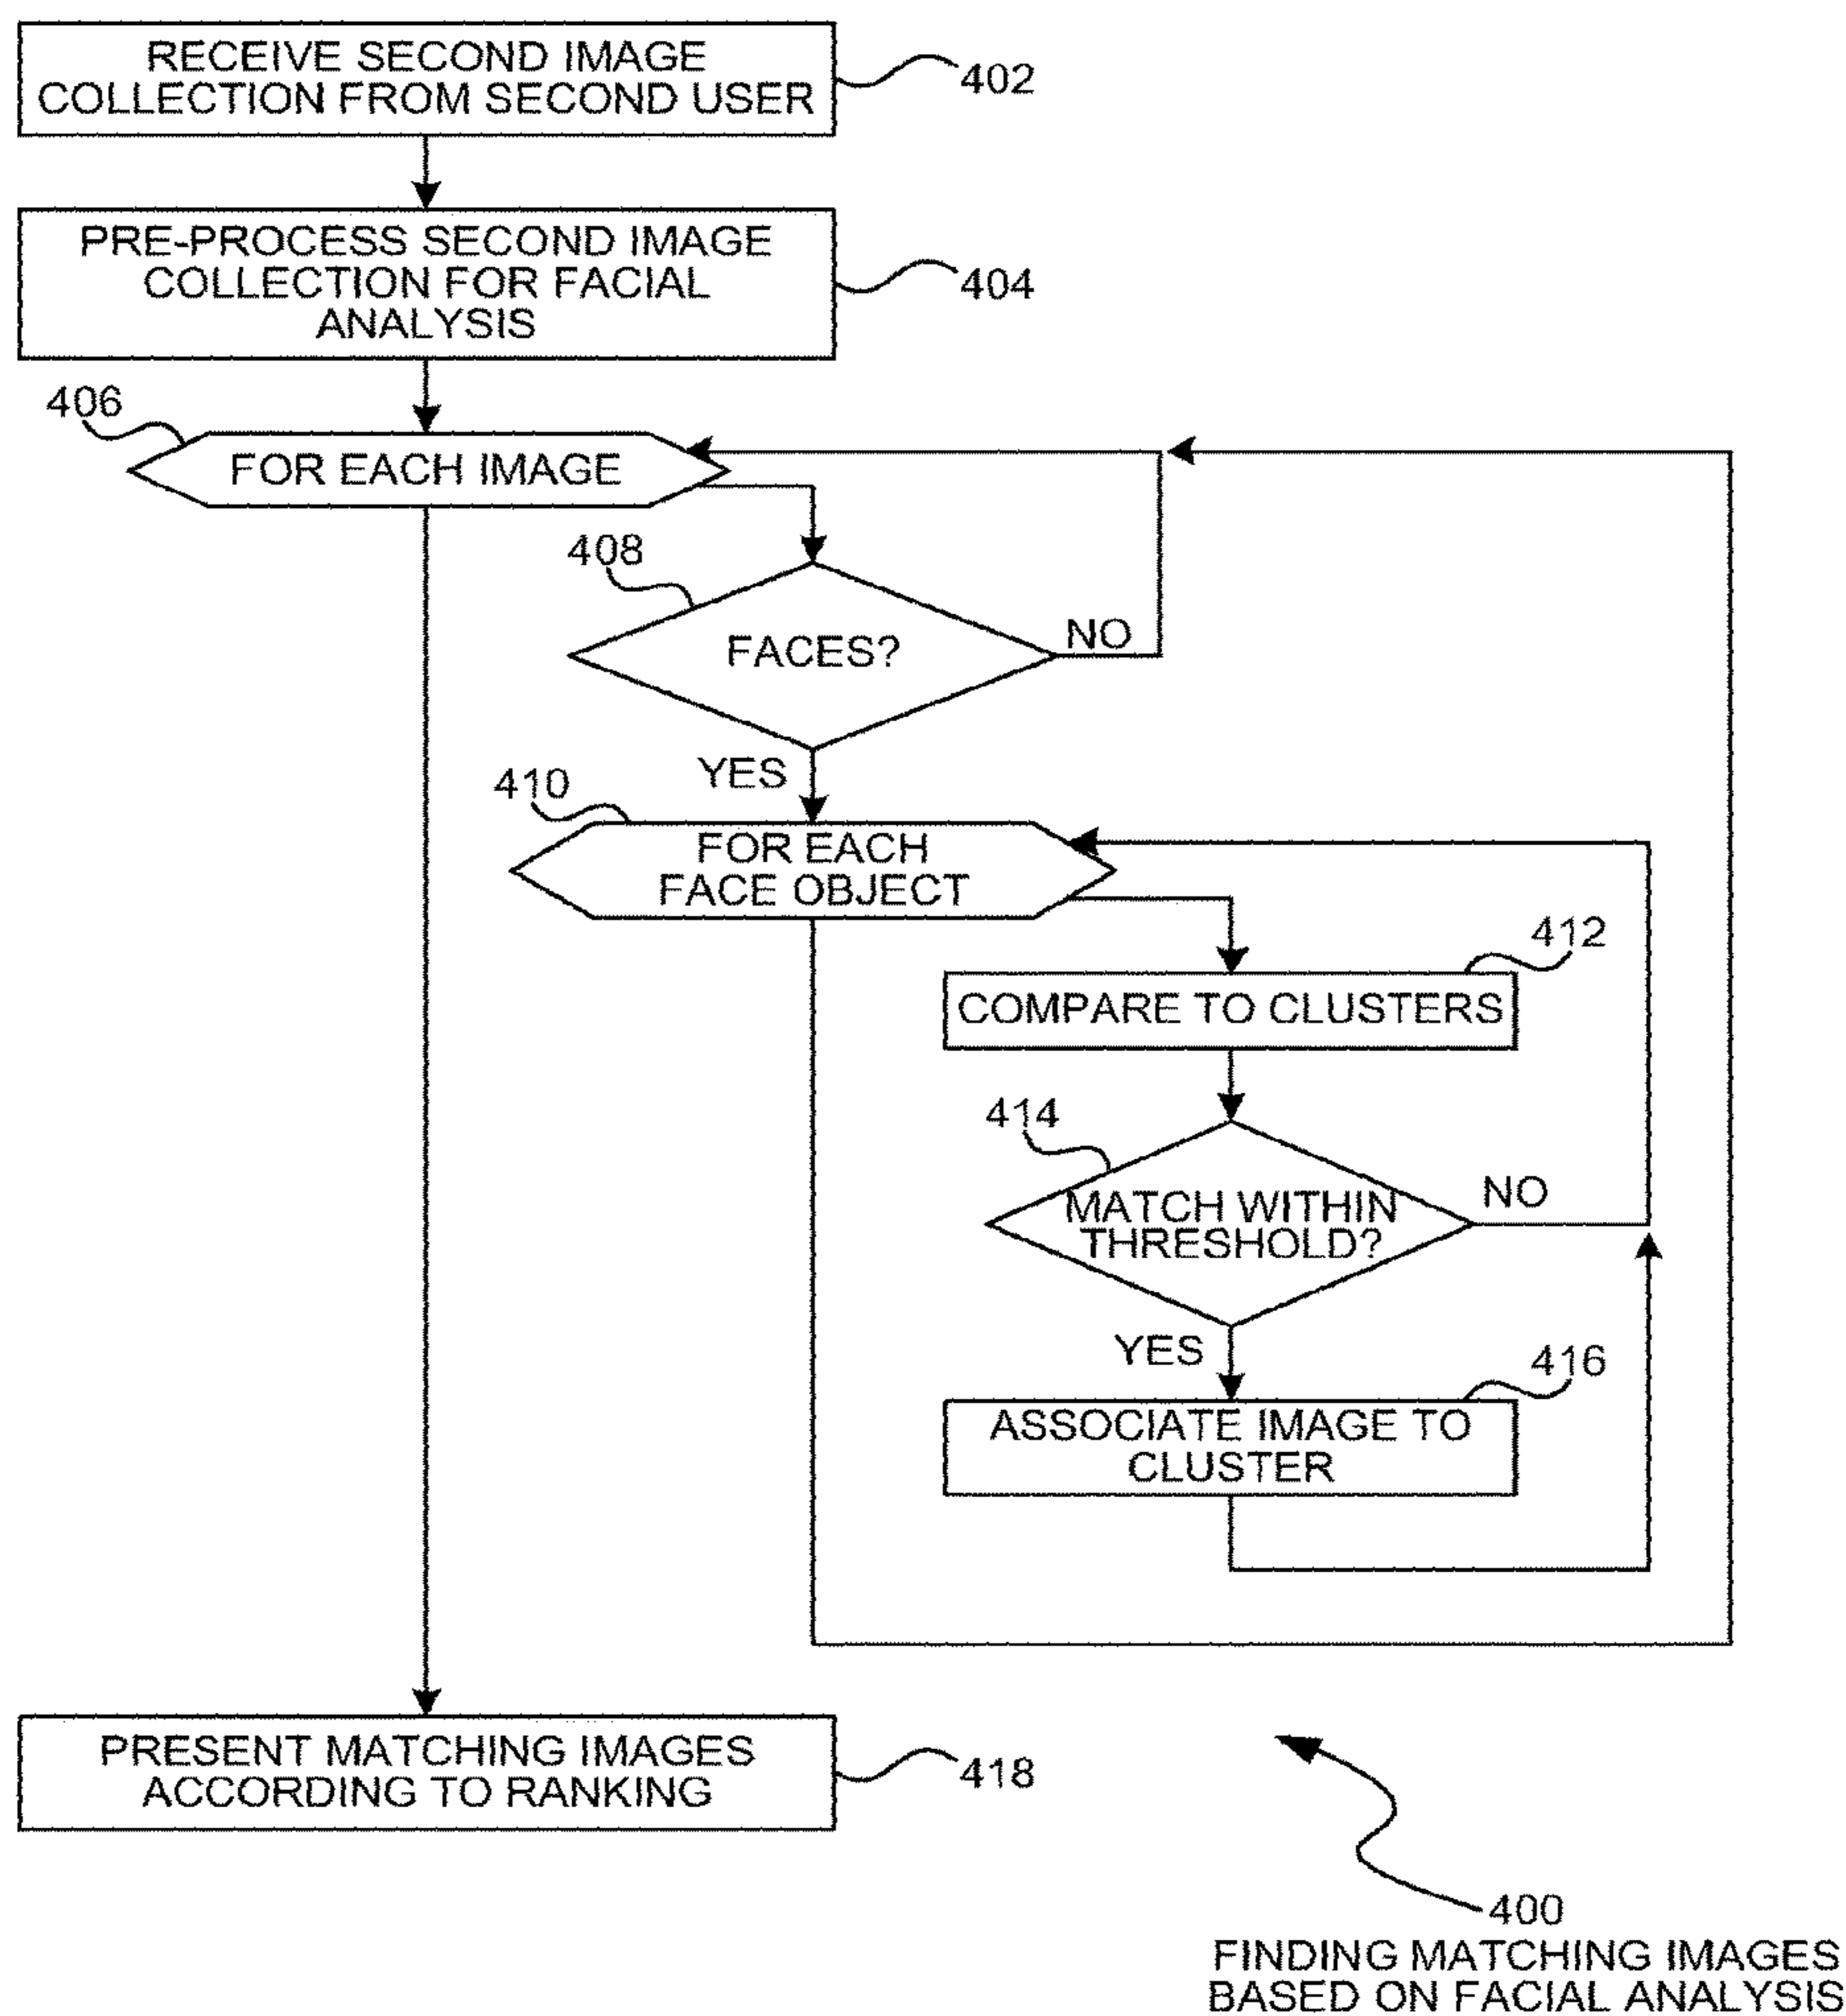 RECEIVE SECOND IMAGE
COLLECTION FROM SECOND USER
402
PRE-PROCESS SECOND IMAGE
COLLECTION FOR FACIAL
ANALYSIS
404
406
FOR EACH IMAGE
408
FACES?
NO
YES
410
FOR EACH
FACE OBJECT
412
COMPARE TO CLUSTERS
414
MATCH WITHIN
THRESHOLD?
NO
YES
416
ASSOCIATE IMAGE TO
CLUSTER
PRESENT MATCHING IMAGES
ACCORDING TO RANKING
418
400
FINDING MATCHING IMAGES
BASED ON FACIAL ANALYSIS